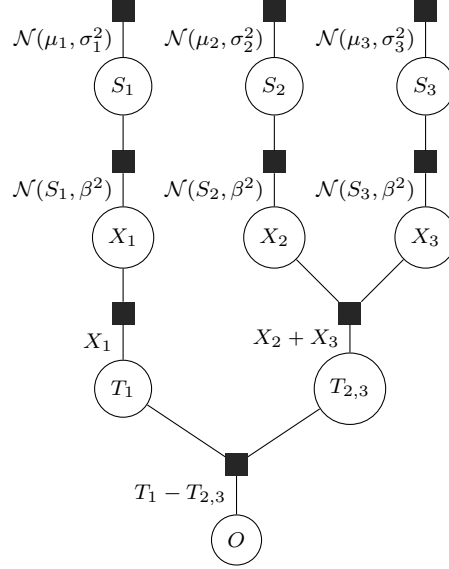 𝒩(μ₁, σ₁²) 𝒩(μ₂, σ₂²) 𝒩(μ₃, σ₃²)
S₁ S₂ S₃
𝒩(S₁, β²) 𝒩(S₂, β²) 𝒩(S₃, β²)
X₁ X₂ X₃
X₁ X₂ + X₃
T₁ T₂,₃
T₁ − T₂,₃
O